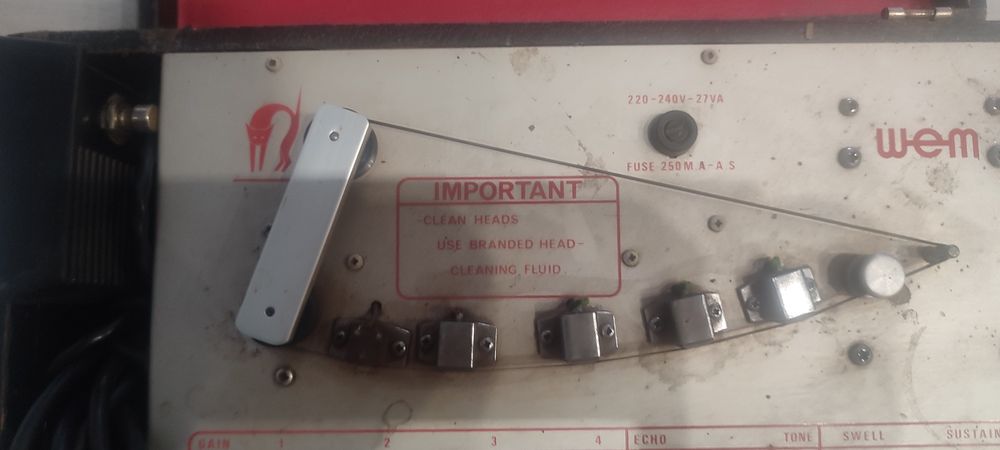 220-240V-27VA
wem
FUSE 250M.A-A.S
IMPORTANT
-CLEAN HEADS
USE BRANDED HEAD-
CLEANING FLUID
GAIN 1 2 3 4 ECHO TONE SWELL SUSTAIN